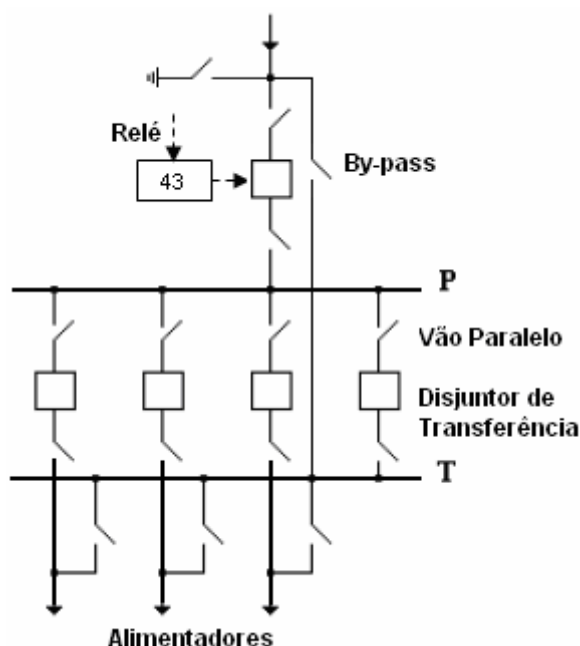 Relé
43
By-pass
P
Vão Paralelo
Disjuntor de
Transferência
T
Alimentadores